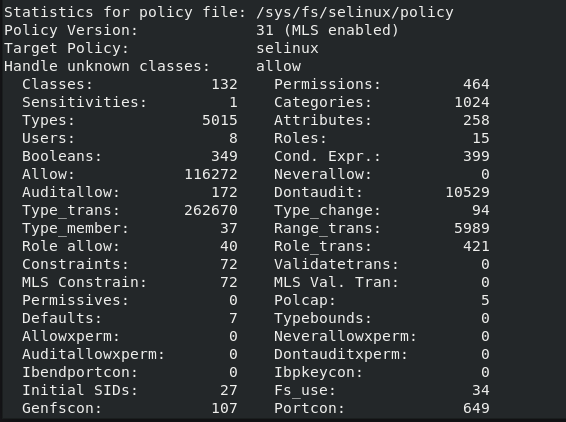 Statistics for policy file: /sys/fs/selinux/policy
Policy Version:             31 (MLS enabled)
Target Policy:              selinux
Handle unknown classes:     allow
  Classes:             132    Permissions:         464
  Sensitivities:         1    Categories:         1024
  Types:              5015    Attributes:          258
  Users:                 8    Roles:                15
  Booleans:            349    Cond. Expr.:         399
  Allow:            116272    Neverallow:            0
  Auditallow:          172    Dontaudit:         10529
  Type_trans:       262670    Type_change:          94
  Type_member:          37    Range_trans:        5989
  Role allow:           40    Role_trans:          421
  Constraints:          72    Validatetrans:         0
  MLS Constrain:        72    MLS Val. Tran:         0
  Permissives:           0    Polcap:                5
  Defaults:              7    Typebounds:            0
  Allowxperm:            0    Neverallowxperm:       0
  Auditallowxperm:       0    Dontauditxperm:        0
  Ibendportcon:          0    Ibpkeycon:             0
  Initial SIDs:         27    Fs_use:               34
  Genfscon:            107    Portcon:             649